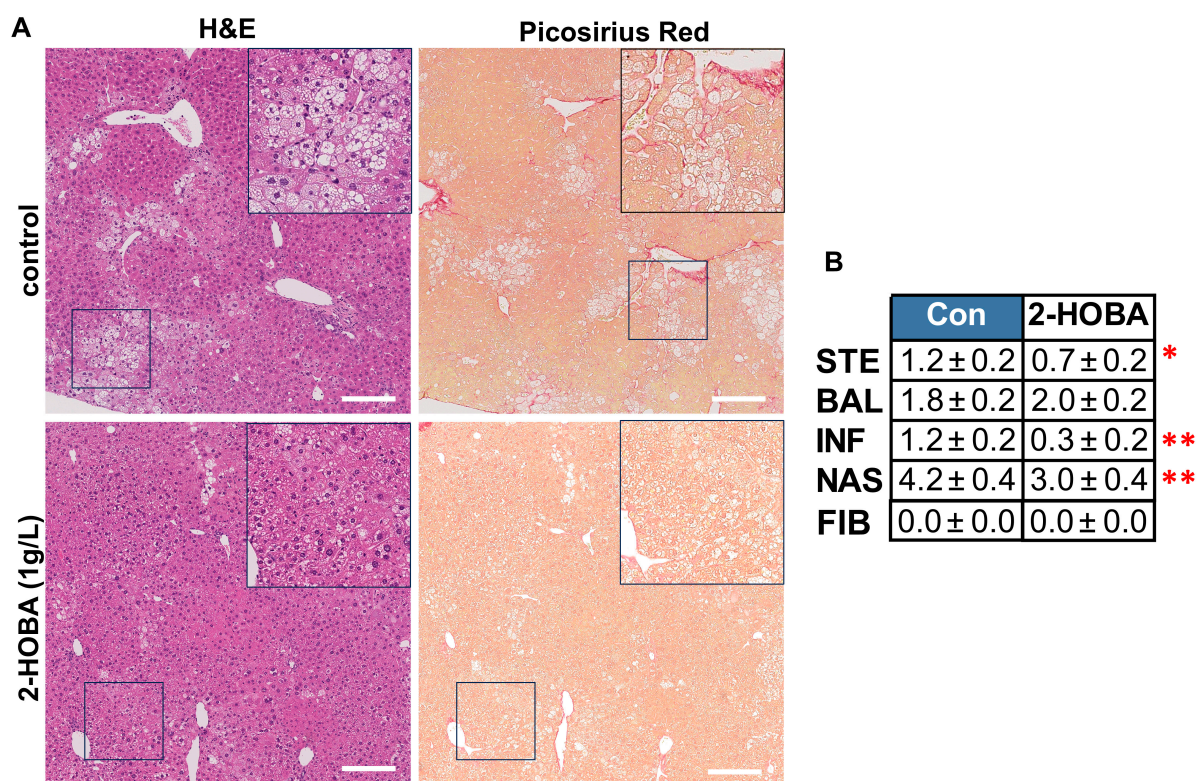 A
H&E
Picosirius Red
control
2-HOBA (1g/L)
B
Con 2-HOBA
STE 1.2 ± 0.2 0.7 ± 0.2 *
BAL 1.8 ± 0.2 2.0 ± 0.2
INF 1.2 ± 0.2 0.3 ± 0.2 **
NAS 4.2 ± 0.4 3.0 ± 0.4 **
FIB 0.0 ± 0.0 0.0 ± 0.0